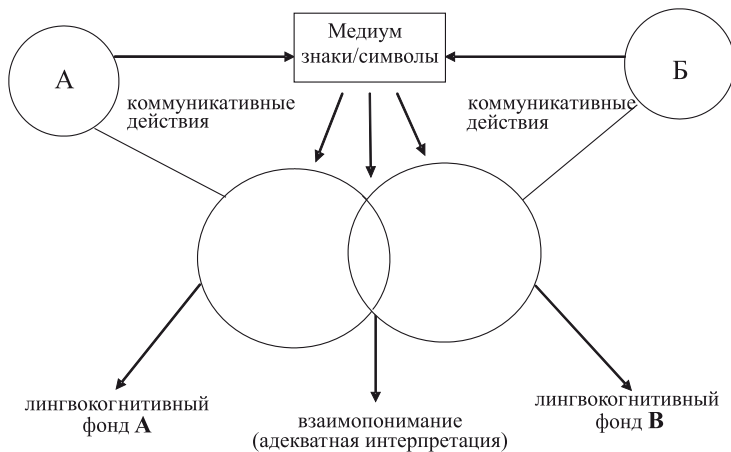 Медиум
знаки/символы
А
Б
коммуникативные
действия
коммуникативные
действия
лингвокогнитивный
фонд А
взаимопонимание
(адекватная интерпретация)
лингвокогнитивный
фонд В